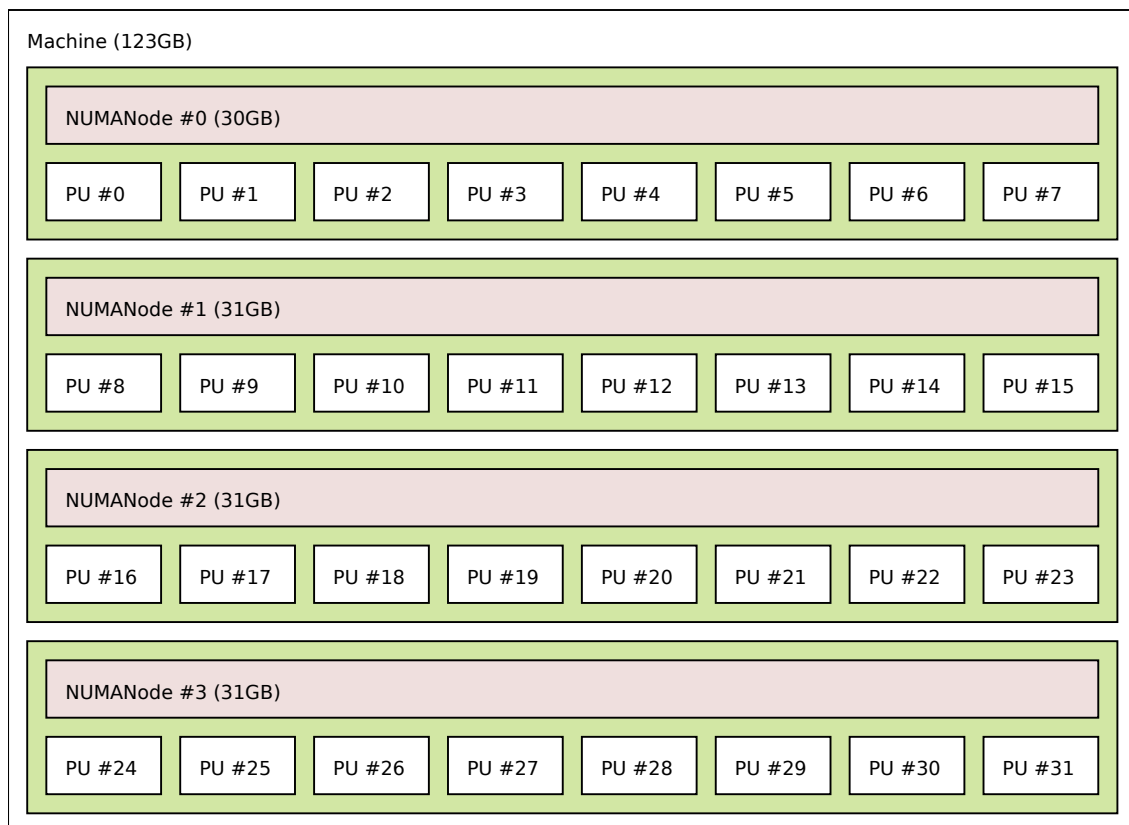 Machine (123GB)
NUMANode #0 (30GB)
PU #0 PU #1 PU #2 PU #3 PU #4 PU #5 PU #6 PU #7
NUMANode #1 (31GB)
PU #8 PU #9 PU #10 PU #11 PU #12 PU #13 PU #14 PU #15
NUMANode #2 (31GB)
PU #16 PU #17 PU #18 PU #19 PU #20 PU #21 PU #22 PU #23
NUMANode #3 (31GB)
PU #24 PU #25 PU #26 PU #27 PU #28 PU #29 PU #30 PU #31